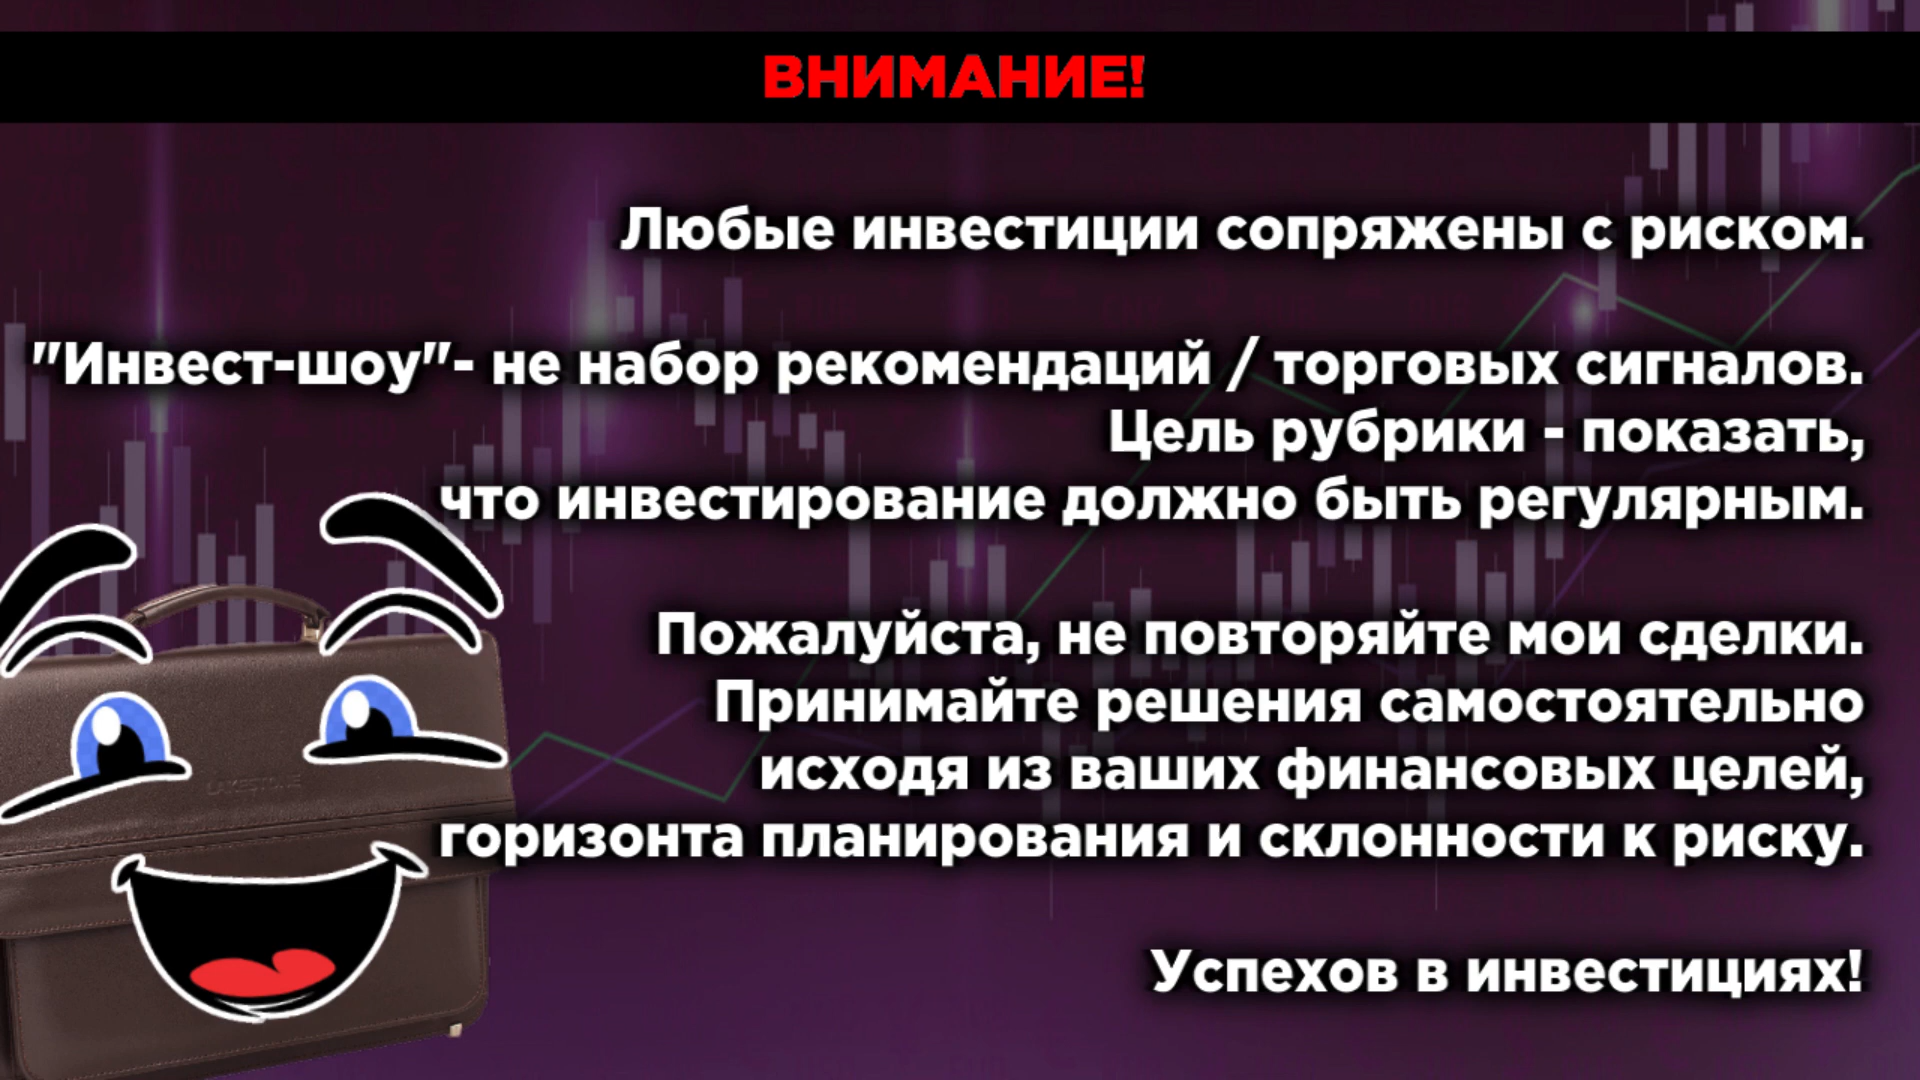 ВНИМАНИЕ!
Любые инвестиции сопряжены с риском.
"Инвест-шоу"- не набор рекомендаций / торговых сигналов.
Цель рубрики - показать,
что инвестирование должно быть регулярным.
Пожалуйста, не повторяйте мои сделки.
Принимайте решения самостоятельно
исходя из ваших финансовых целей,
горизонта планирования и склонности к риску.
LAKESTONE
Успехов в инвестициях!